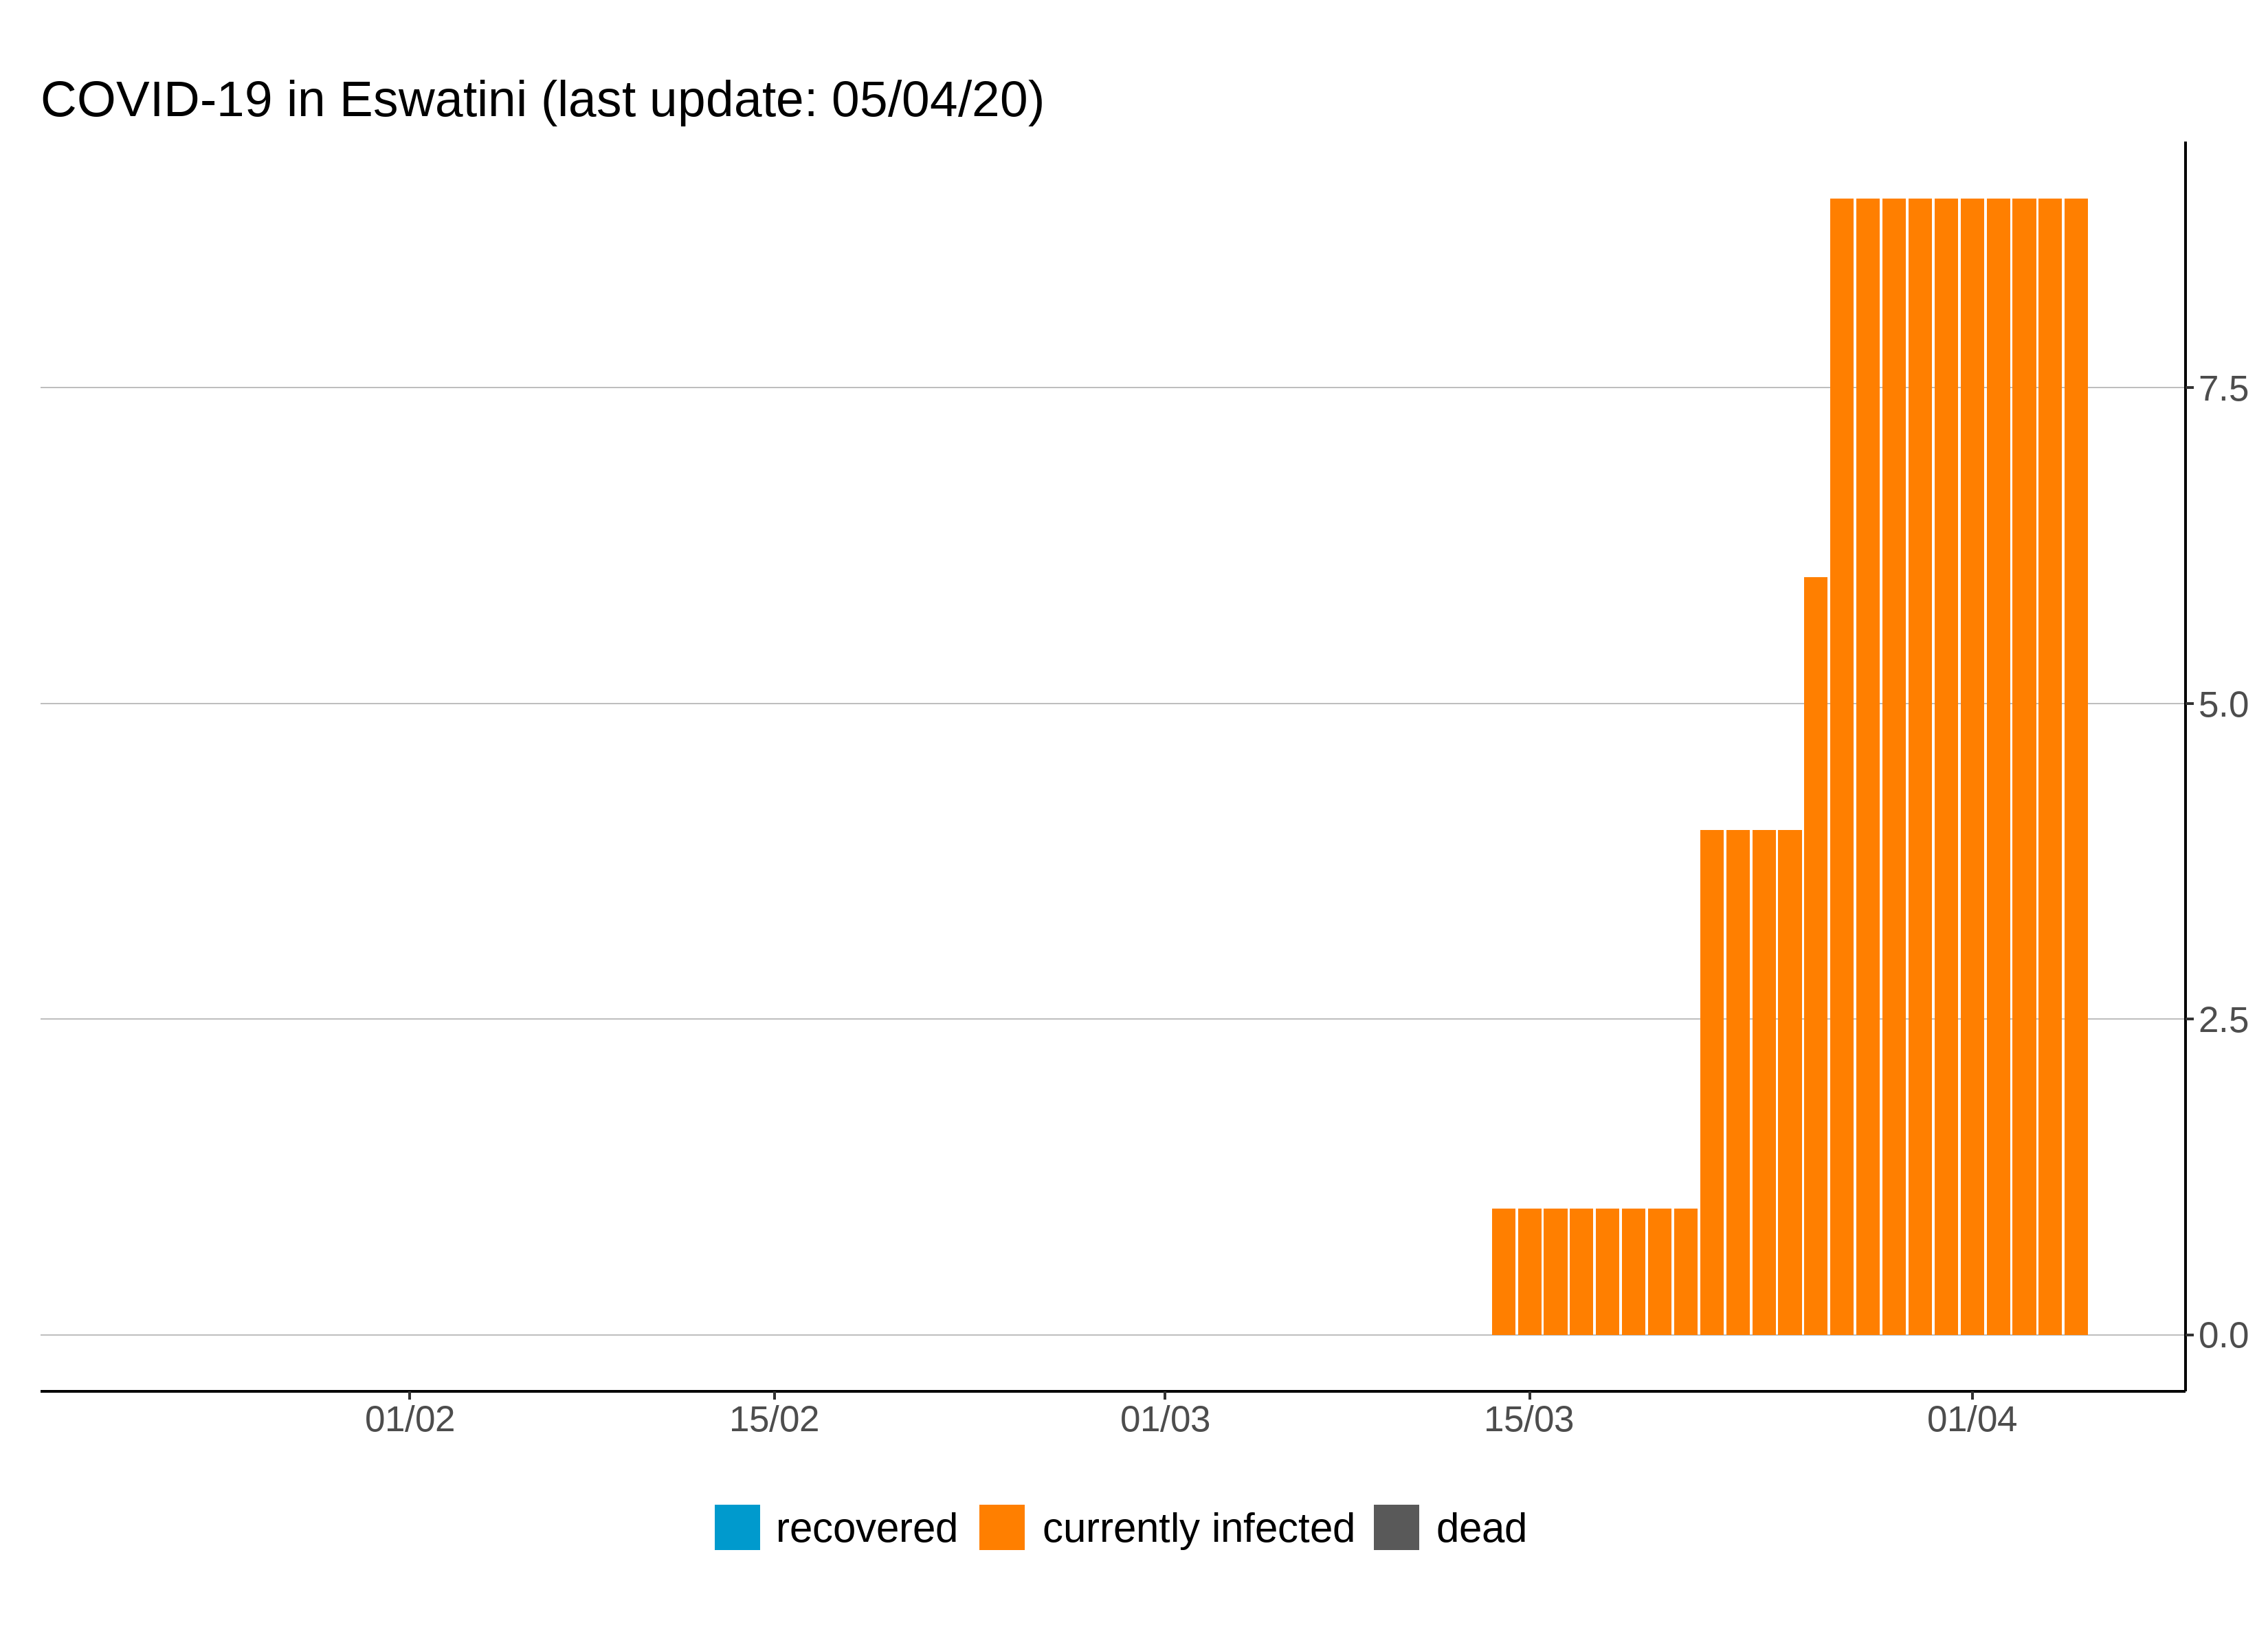 COVID-19 in Eswatini (last update: 05/04/20)
7.5
5.0
2.5
0.0
01/02 15/02 01/03 15/03 01/04
recovered currently infected dead